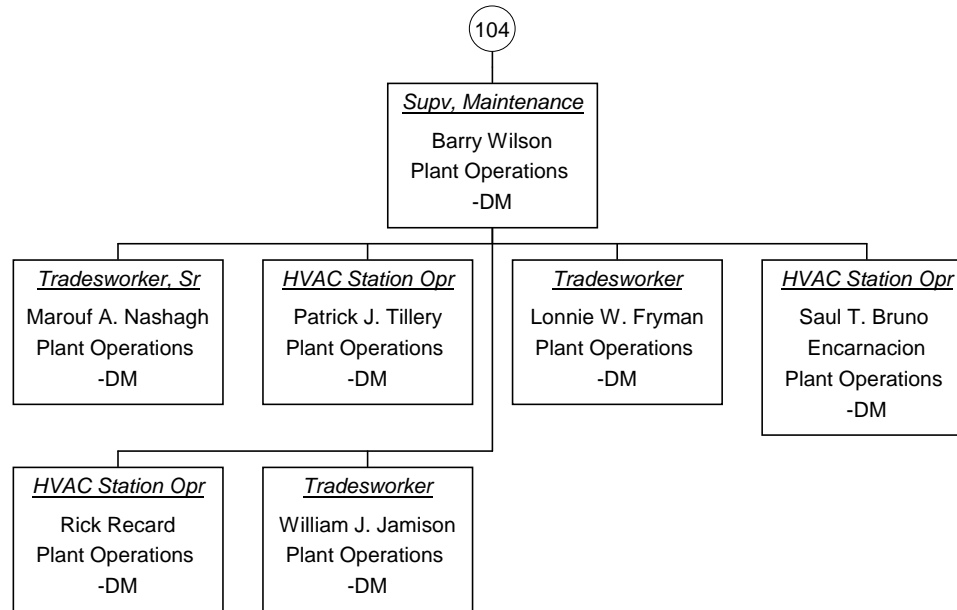 104
Supv, Maintenance
Barry Wilson
Plant Operations
-DM
Tradesworker, Sr
Marouf A. Nashagh
Plant Operations
-DM
HVAC Station Opr
Patrick J. Tillery
Plant Operations
-DM
Tradesworker
Lonnie W. Fryman
Plant Operations
-DM
HVAC Station Opr
Saul T. Bruno
Encarnacion
Plant Operations
-DM
HVAC Station Opr
Rick Recard
Plant Operations
-DM
Tradesworker
William J. Jamison
Plant Operations
-DM